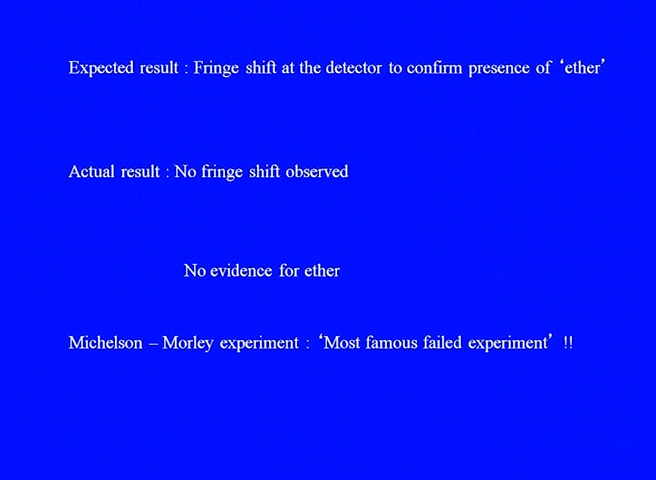 Expected result : Fringe shift at the detector to confirm presence of ‘ether’
Actual result : No fringe shift observed
No evidence for ether
Michelson – Morley experiment : ‘Most famous failed experiment’ !!